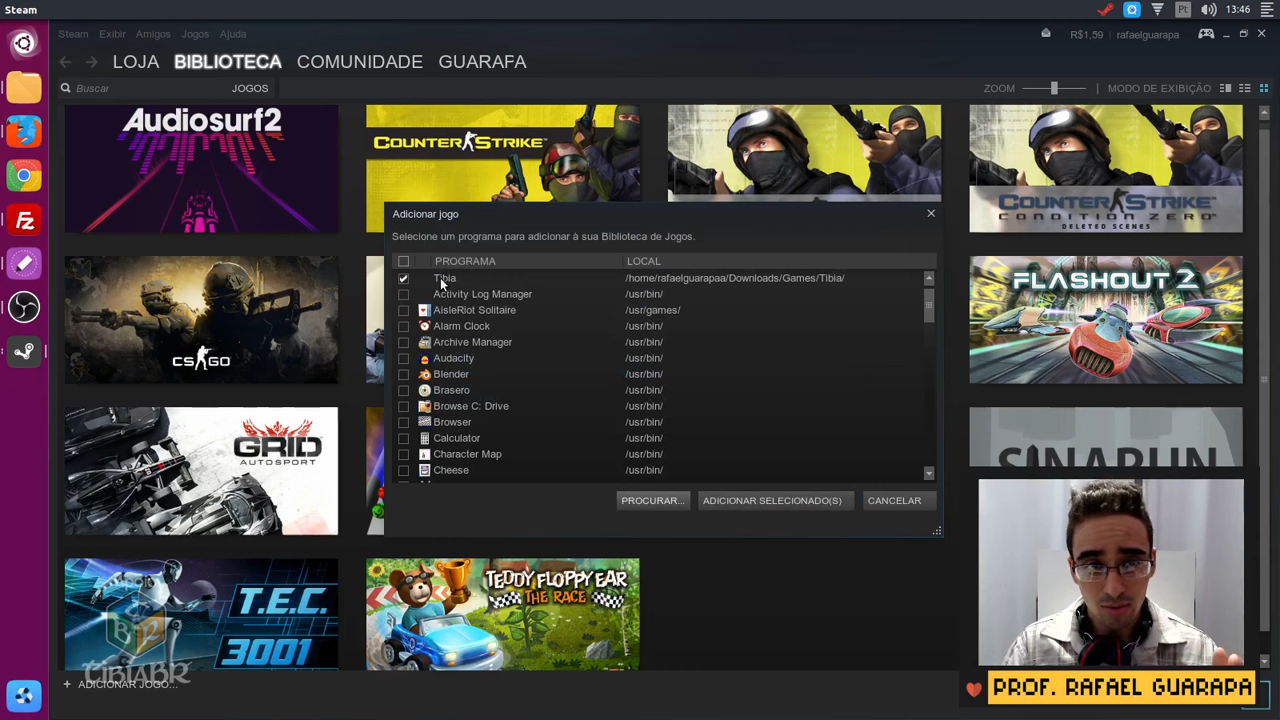 Steam
Pt
13:46
Steam Exibir Amigos Jogos Ajuda
R$1,59 rafaelguarapa
LOJA BIBLIOTECA COMUNIDADE GUARAPA
Buscar
JOGOS
ZOOM
MODO DE EXIBIÇÃO
Audiosurf2
COUNTER STRIKE
COUNTER STRIKE
CONDITION ZERO
DELETED SCENES
CS GO
FLASHOUT 2
GRID
AUTOSPORT
T.E.C.
3001
TEDDY FLOPPY EAR
THE RACE
Adicionar jogo
Selecione um programa para adicionar à sua Biblioteca de Jogos.
PROGRAMA LOCAL
Tibia /home/rafaelguarapaa/Downloads/Games/Tibia/
Activity Log Manager /usr/bin/
AisleRiot Solitaire /usr/games/
Alarm Clock /usr/bin/
Archive Manager /usr/bin/
Audacity /usr/bin/
Blender /usr/bin/
Brasero /usr/bin/
Browse C: Drive /usr/bin/
Browser /usr/bin/
Calculator /usr/bin/
Character Map /usr/bin/
Cheese /usr/bin/
PROCURAR...
ADICIONAR SELECIONADO(S)
CANCELAR
TIBIABR
+ ADICIONAR JOGO...
PROF. RAFAEL GUARAPA